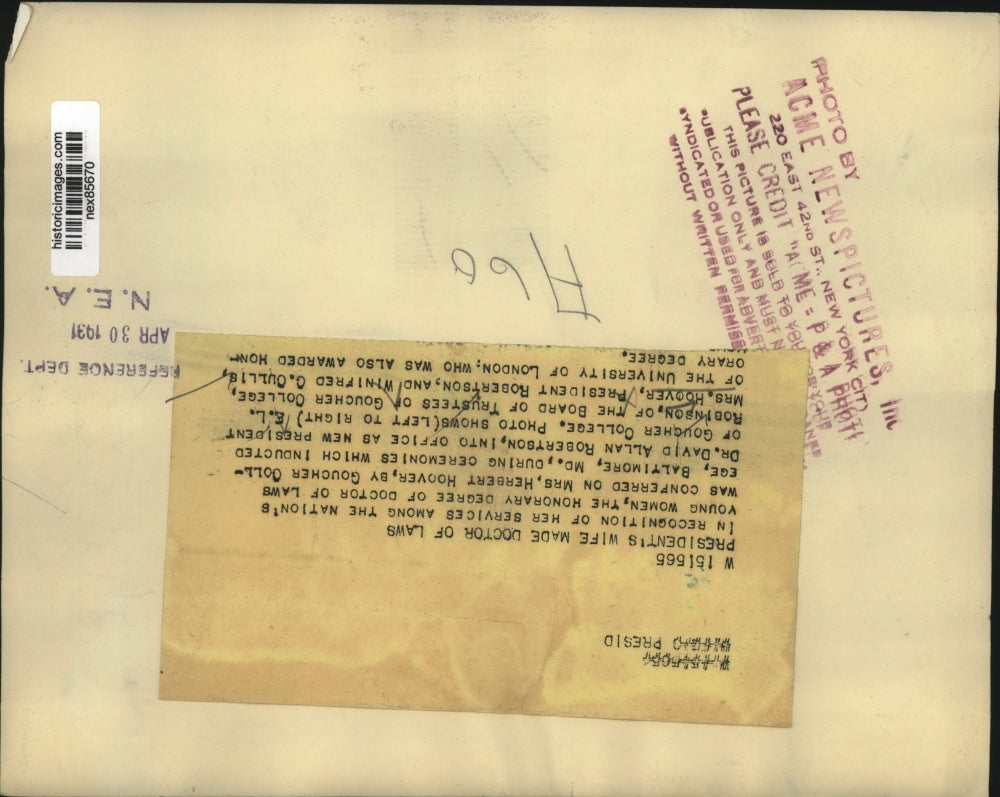 historicimages.com
nex85670
PHOTO BY
ACME NEWSPICTURES, INC
220 EAST 42ND ST., NEW YORK CITY
PLEASE CREDIT "ACME - P & A PHOTO
THIS PICTURE IS SOLD TO YOU
PUBLICATION ONLY AND MUST N
SYNDICATED OR USED FOR ADVERT
WITHOUT WRITTEN PERMISS
N. E. A.
APR 30 1931
REFERENCE DEPT.
PRESID
W 151565
PRESIDENT'S WIFE MADE DOCTOR OF LAWS
IN RECOGNITION OF HER SERVICES AMONG THE NATION'S
YOUNG WOMEN, THE HONORARY DEGREE OF DOCTOR OF LAWS
WAS CONFERRED ON MRS. HERBERT HOOVER, BY GOUCHER COLL-
EGE, BALTIMORE, MD., DURING CEREMONIES WHICH INDUCTED
DR. DAVID ALLAN ROBERTSON, INTO OFFICE AS NEW PRESIDENT
OF GOUCHER COLLEGE. PHOTO SHOWS (LEFT TO RIGHT) E.L.
ROBINSON, OF THE BOARD OF TRUSTEES OF GOUCHER COLLEGE,
MRS. HOOVER, PRESIDENT ROBERTSON, AND, WINIFRED C. CULLIS,
OF THE UNIVERSITY OF LONDON, WHO WAS ALSO AWARDED HON-
ORARY DEGREE.